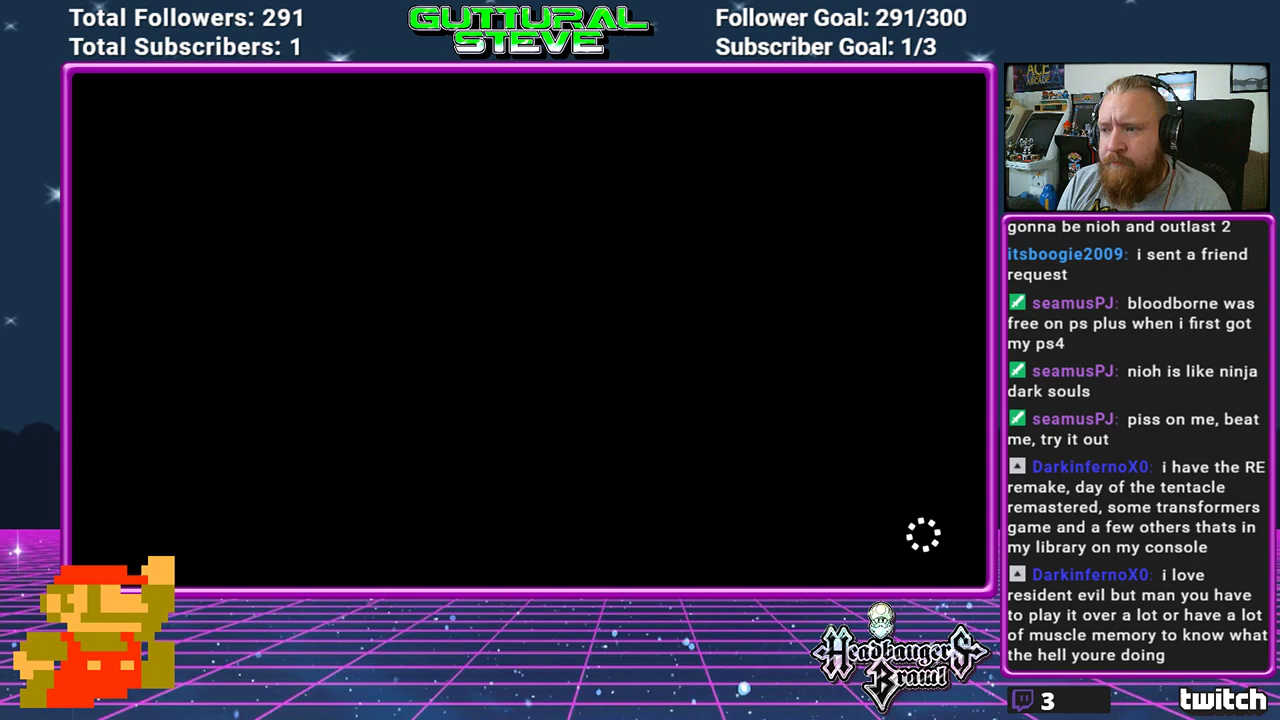 Total Followers: 291
Total Subscribers: 1
GUTTURAL
STEVE
Follower Goal: 291/300
Subscriber Goal: 1/3
ACE
ARCADE
gonna be nioh and outlast 2
itsboogie2009: i sent a friend
request
seamusPJ: bloodborne was
free on ps plus when i first got
my ps4
seamusPJ: nioh is like ninja
dark souls
seamusPJ: piss on me, beat
me, try it out
DarkinfernoX0: i have the RE
remake, day of the tentacle
remastered, some transformers
game and a few others thats in
my library on my console
DarkinfernoX0: i love
resident evil but man you have
to play it over a lot or have a lot
of muscle memory to know what
the hell youre doing
Headbangers
Brawl
3
twitch